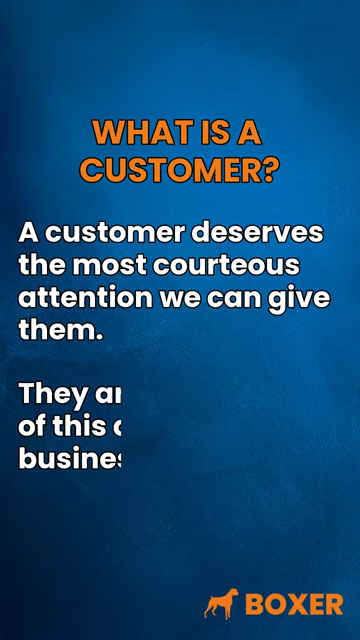 WHAT IS A
CUSTOMER?
A customer deserves
the most courteous
attention we can give
them.
They
of this
BOXER